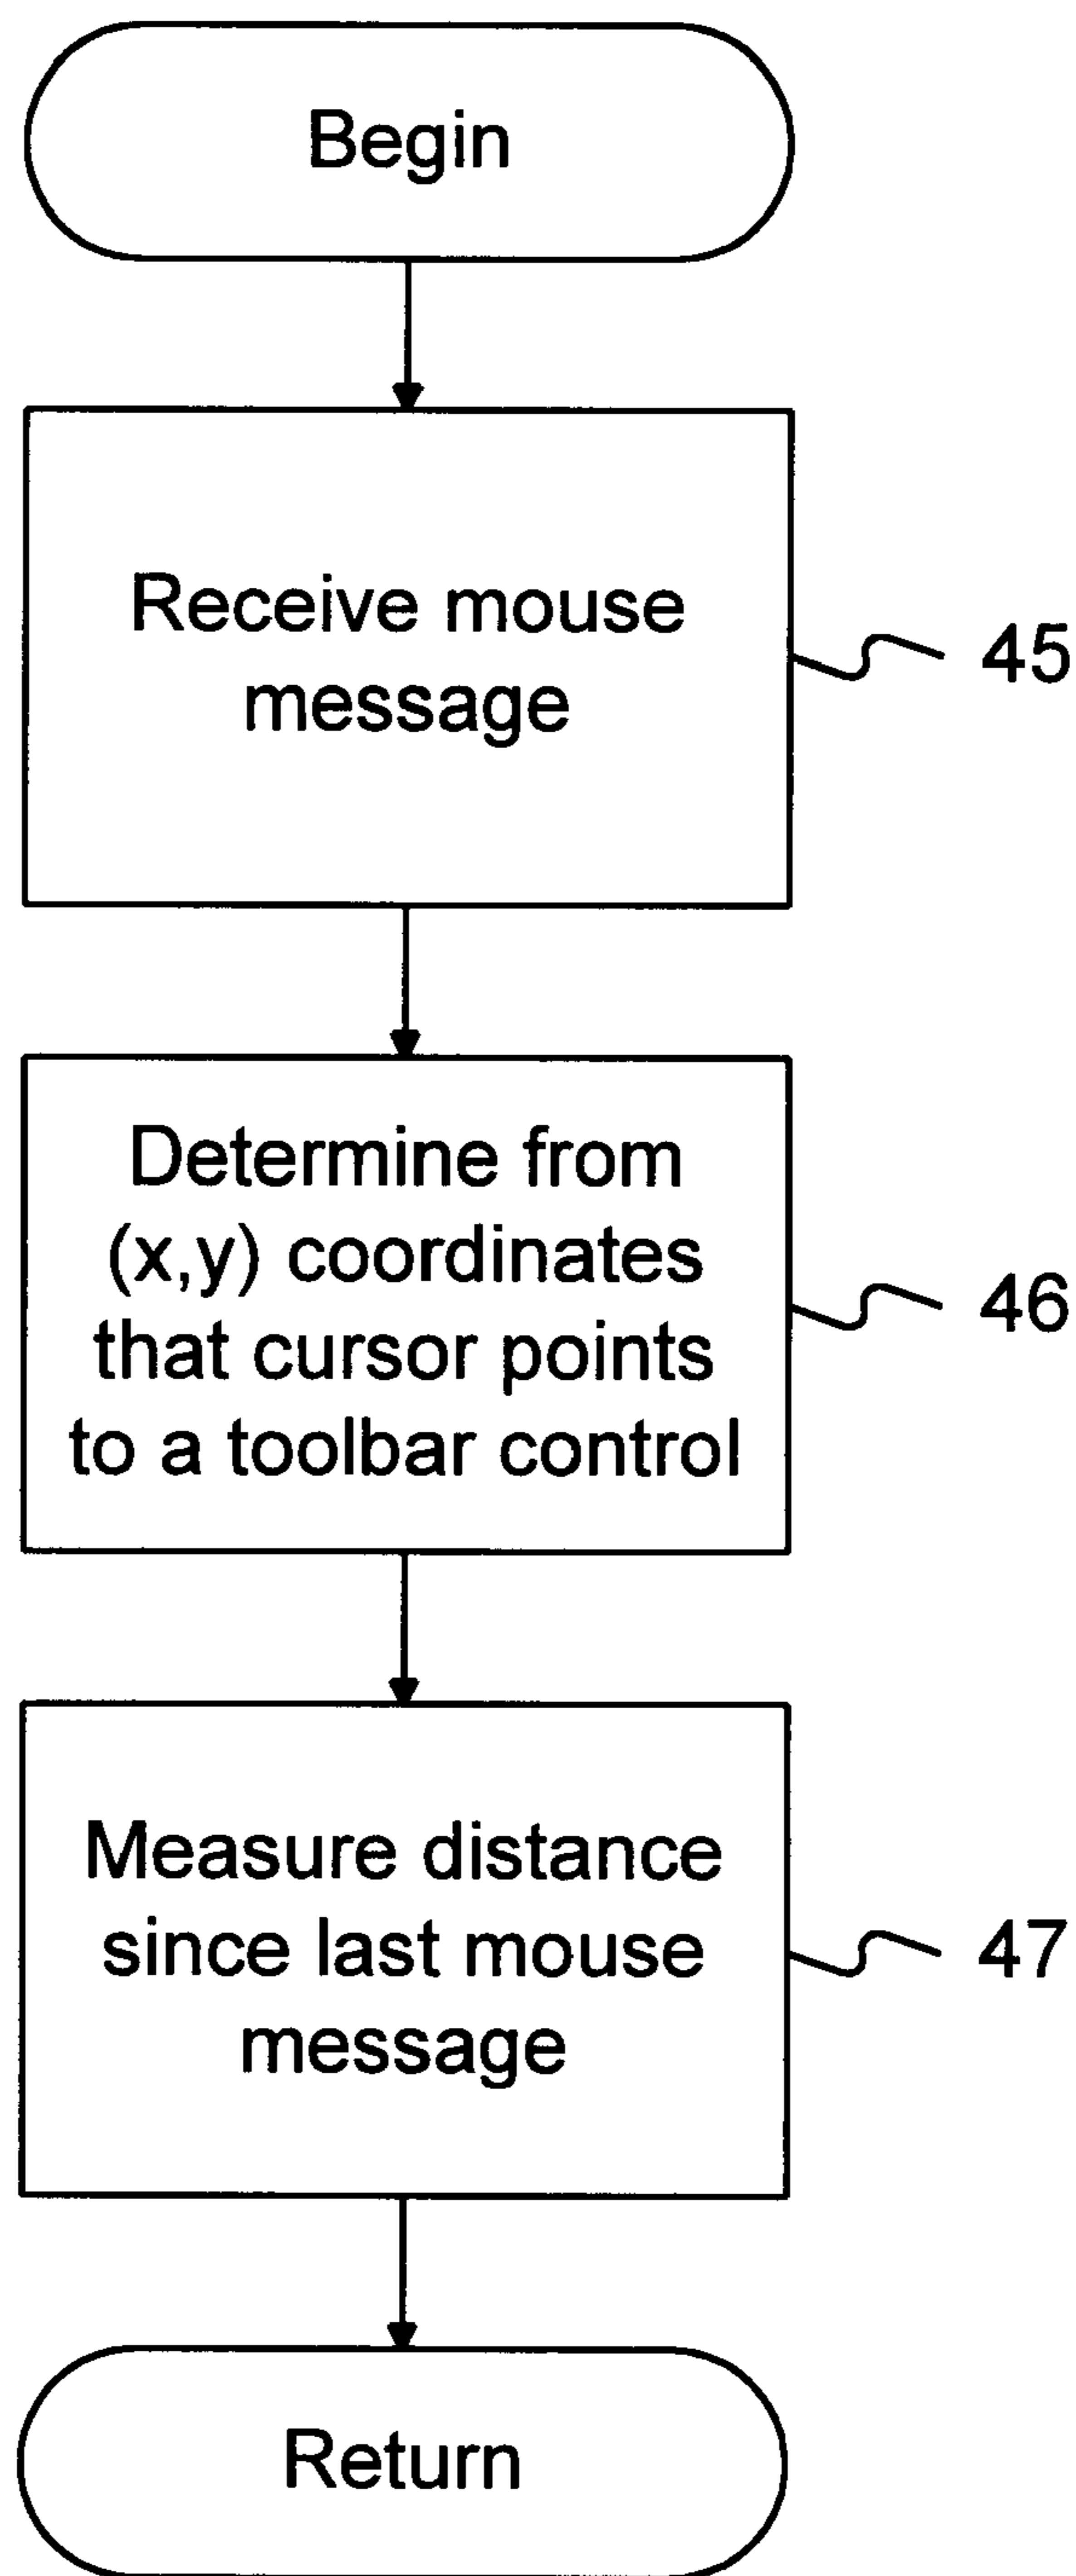 Begin
Receive mouse
message
45
Determine from
(x,y) coordinates
that cursor points
to a toolbar control
46
Measure distance
since last mouse
message
47
Return